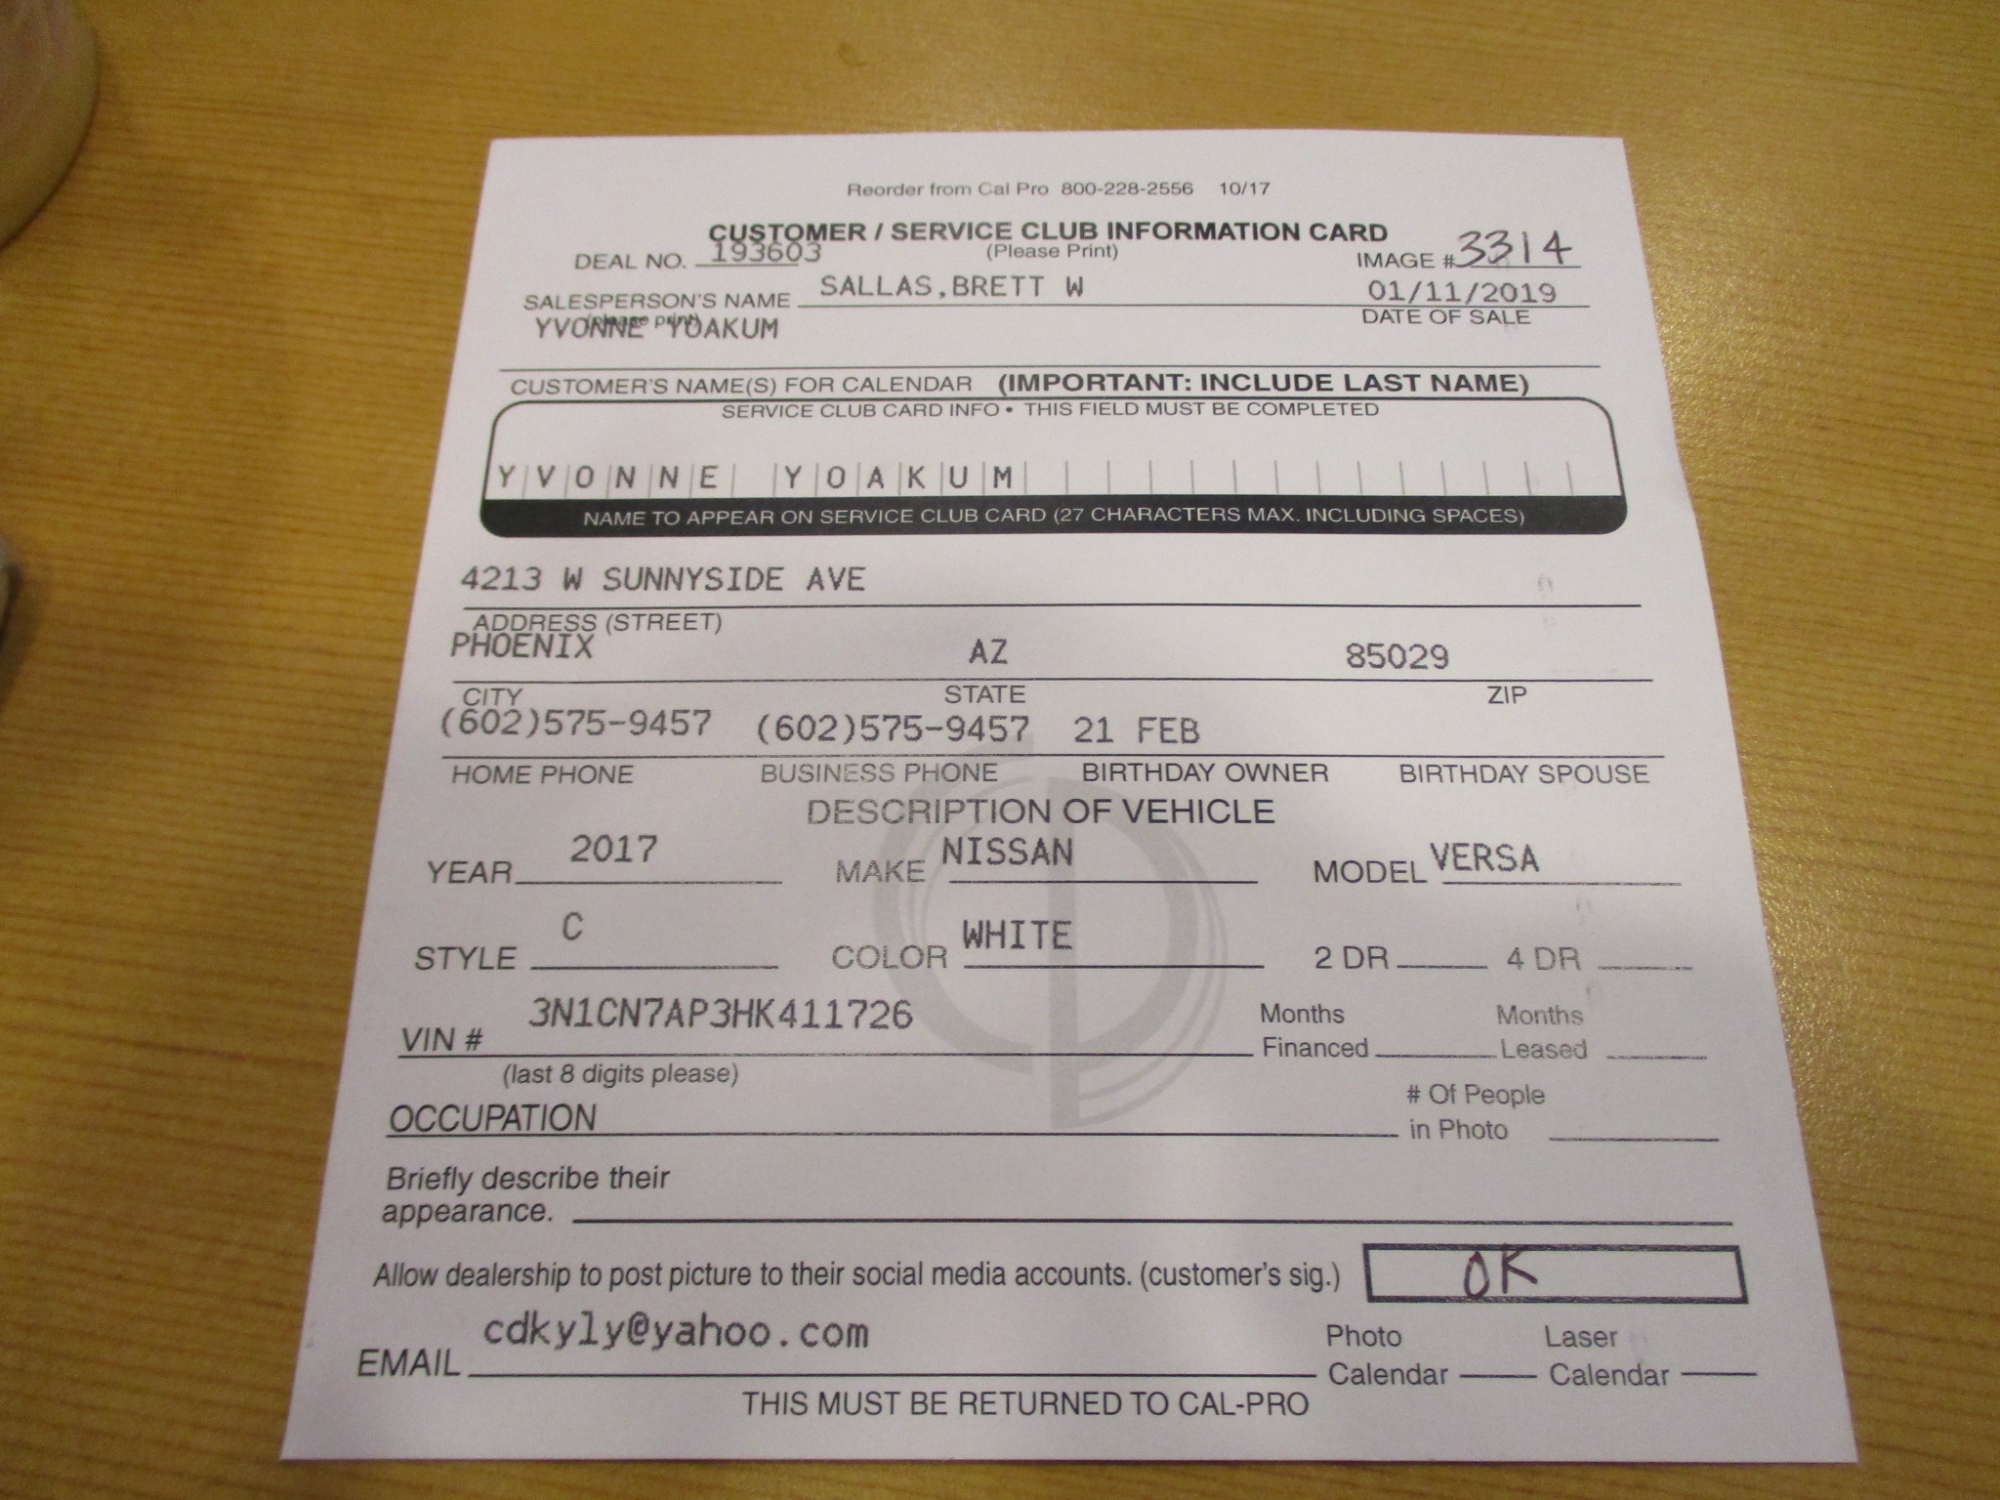 Reorder from Cal Pro 800-228-2556 10/17
CUSTOMER / SERVICE CLUB INFORMATION CARD
DEAL NO. 193603 (Please Print) IMAGE # 3314
SALESPERSON'S NAME SALLAS,BRETT W 01/11/2019
(please print) DATE OF SALE
YVONNE YOAKUM
CUSTOMER'S NAME(S) FOR CALENDAR (IMPORTANT: INCLUDE LAST NAME)
SERVICE CLUB CARD INFO • THIS FIELD MUST BE COMPLETED
YVONNE YOAKUM
NAME TO APPEAR ON SERVICE CLUB CARD (27 CHARACTERS MAX. INCLUDING SPACES)
4213 W SUNNYSIDE AVE
ADDRESS (STREET)
PHOENIX AZ 85029
CITY STATE ZIP
(602)575-9457 (602)575-9457 21 FEB
HOME PHONE BUSINESS PHONE BIRTHDAY OWNER BIRTHDAY SPOUSE
DESCRIPTION OF VEHICLE
YEAR 2017 MAKE NISSAN MODEL VERSA
STYLE C COLOR WHITE 2 DR 4 DR
VIN # 3N1CN7AP3HK411726 Months Financed Months Leased
(last 8 digits please)
OCCUPATION # Of People in Photo
Briefly describe their
appearance.
Allow dealership to post picture to their social media accounts. (customer's sig.) OK
EMAIL cdkyly@yahoo.com Photo Calendar Laser Calendar
THIS MUST BE RETURNED TO CAL-PRO